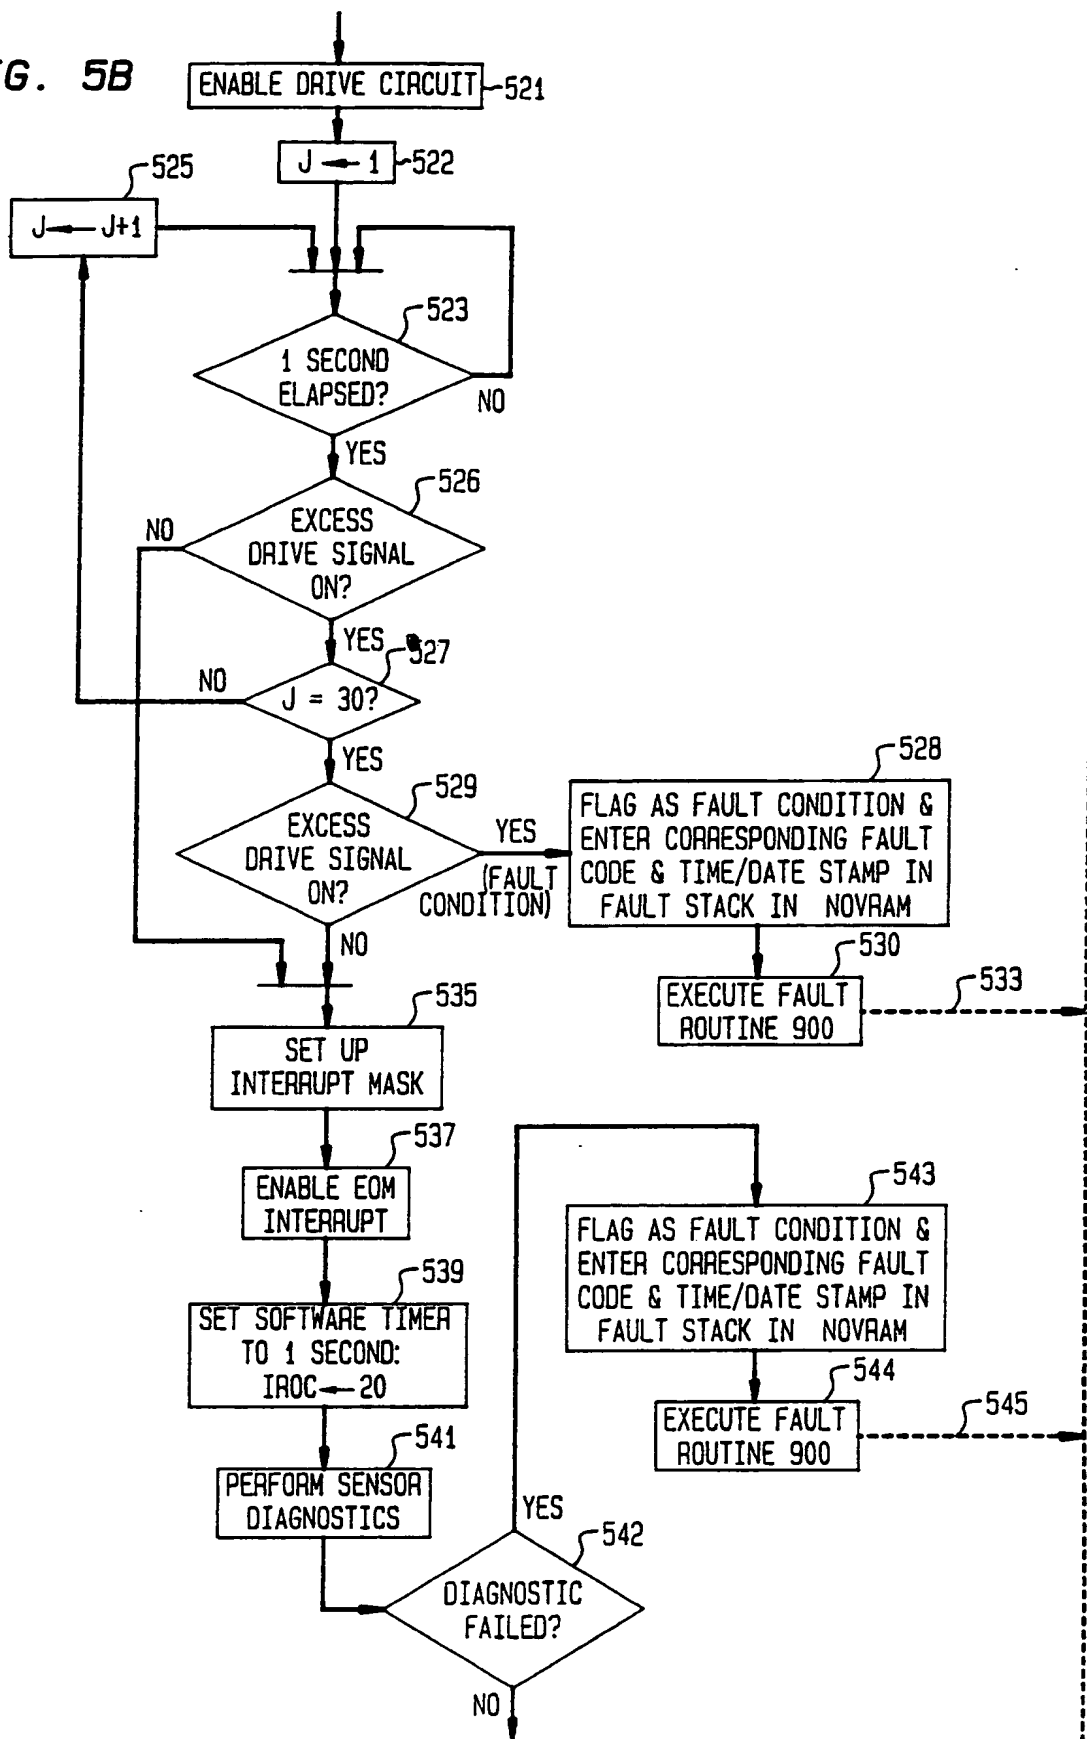 G. 5B
ENABLE DRIVE CIRCUIT
521
J ← 1
522
525
J ← J+1
523
1 SECOND
ELAPSED?
NO
YES
526
EXCESS
DRIVE SIGNAL
ON?
NO
YES
527
J = 30?
NO
YES
529
EXCESS
DRIVE SIGNAL
ON?
YES
(FAULT
CONDITION)
528
FLAG AS FAULT CONDITION &
ENTER CORRESPONDING FAULT
CODE & TIME/DATE STAMP IN
FAULT STACK IN NOVRAM
NO
530
EXECUTE FAULT
ROUTINE 900
533
535
SET UP
INTERRUPT MASK
537
ENABLE EOM
INTERRUPT
539
SET SOFTWARE TIMER
TO 1 SECOND:
IROC ← 20
541
PERFORM SENSOR
DIAGNOSTICS
543
FLAG AS FAULT CONDITION &
ENTER CORRESPONDING FAULT
CODE & TIME/DATE STAMP IN
FAULT STACK IN NOVRAM
544
EXECUTE FAULT
ROUTINE 900
545
YES
542
DIAGNOSTIC
FAILED?
NO